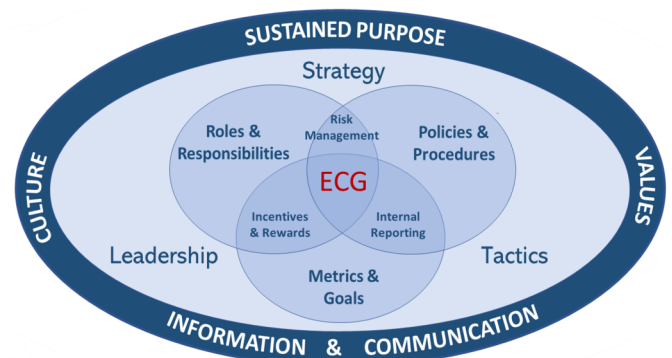 SUSTAINED PURPOSE
Strategy
Risk
Management
Roles &
Responsibilities
Policies &
Procedures
CULTURE
VALUES
ECG
Incentives
& Rewards
Internal
Reporting
Leadership
Tactics
Metrics &
Goals
INFORMATION & COMMUNICATION